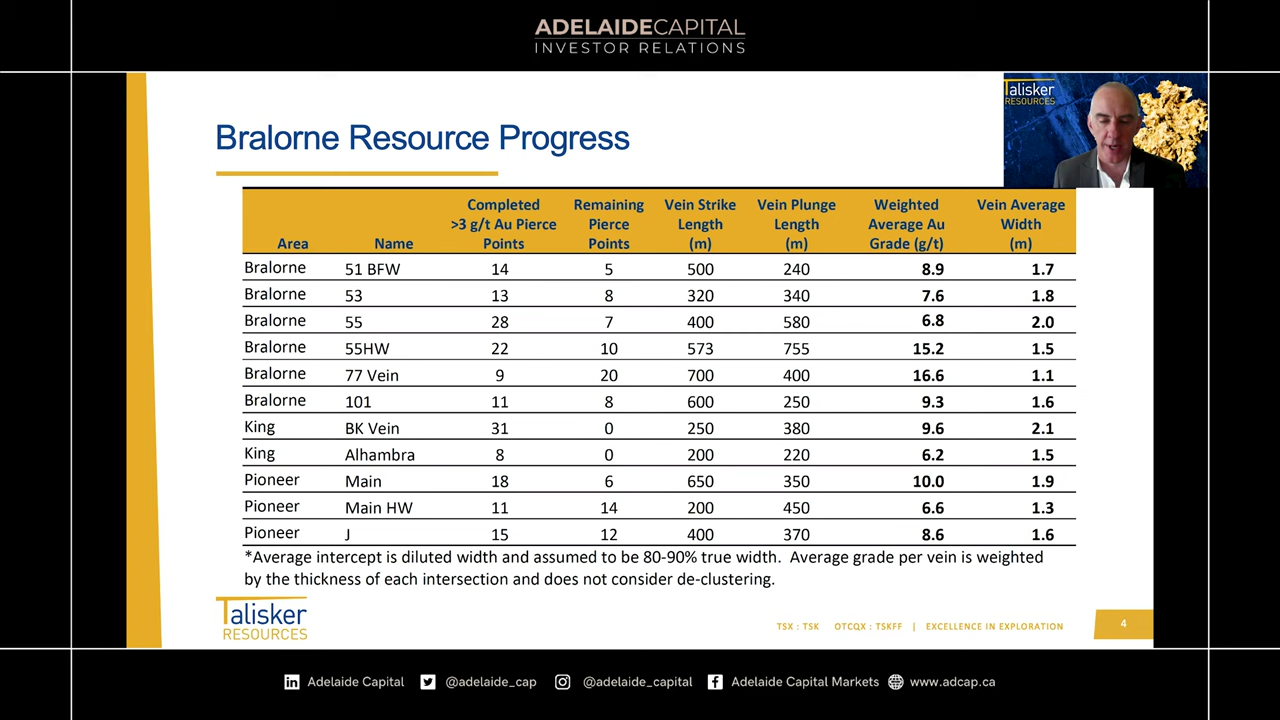 ADELAIDECAPITAL
INVESTOR RELATIONS
Talisker
RESOURCES
Bralorne Resource Progress
Area Name Completed >3 g/t Au Pierce Points Remaining Pierce Points Vein Strike Length (m) Vein Plunge Length (m) Weighted Average Au Grade (g/t) Vein Average Width (m)
Bralorne 51 BFW 14 5 500 240 8.9 1.7
Bralorne 53 13 8 320 340 7.6 1.8
Bralorne 55 28 7 400 580 6.8 2.0
Bralorne 55HW 22 10 573 755 15.2 1.5
Bralorne 77 Vein 9 20 700 400 16.6 1.1
Bralorne 101 11 8 600 250 9.3 1.6
King BK Vein 31 0 250 380 9.6 2.1
King Alhambra 8 0 200 220 6.2 1.5
Pioneer Main 18 6 650 350 10.0 1.9
Pioneer Main HW 11 14 200 450 6.6 1.3
Pioneer J 15 12 400 370 8.6 1.6
*Average intercept is diluted width and assumed to be 80-90% true width. Average grade per vein is weighted
by the thickness of each intersection and does not consider de-clustering.
Talisker
RESOURCES
TSX : TSK OTCQX : TSKFF | EXCELLENCE IN EXPLORATION
4
Adelaide Capital @adelaide_cap @adelaide_capital Adelaide Capital Markets www.adcap.ca